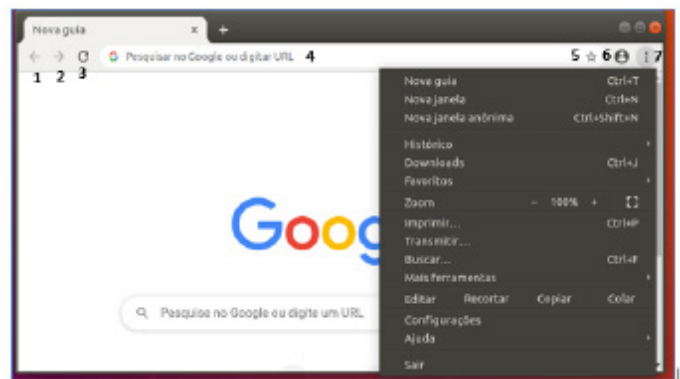 Nova guia × +
Pesquisar no Google ou digitar URL 4 5 6 7
1 2 3
Nova guia Ctrl+T
Nova janela Ctrl+N
Nova janela anônima Ctrl+Shift+N
Histórico
Downloads Ctrl+J
Favoritos
Zoom - 100% +
Imprimir... Ctrl+P
Transmitir...
Buscar... Ctrl+F
Mais ferramentas
Editar Recortar Copiar Colar
Configurações
Ajuda
Sair
Goog
Pesquise no Google ou digite um URL